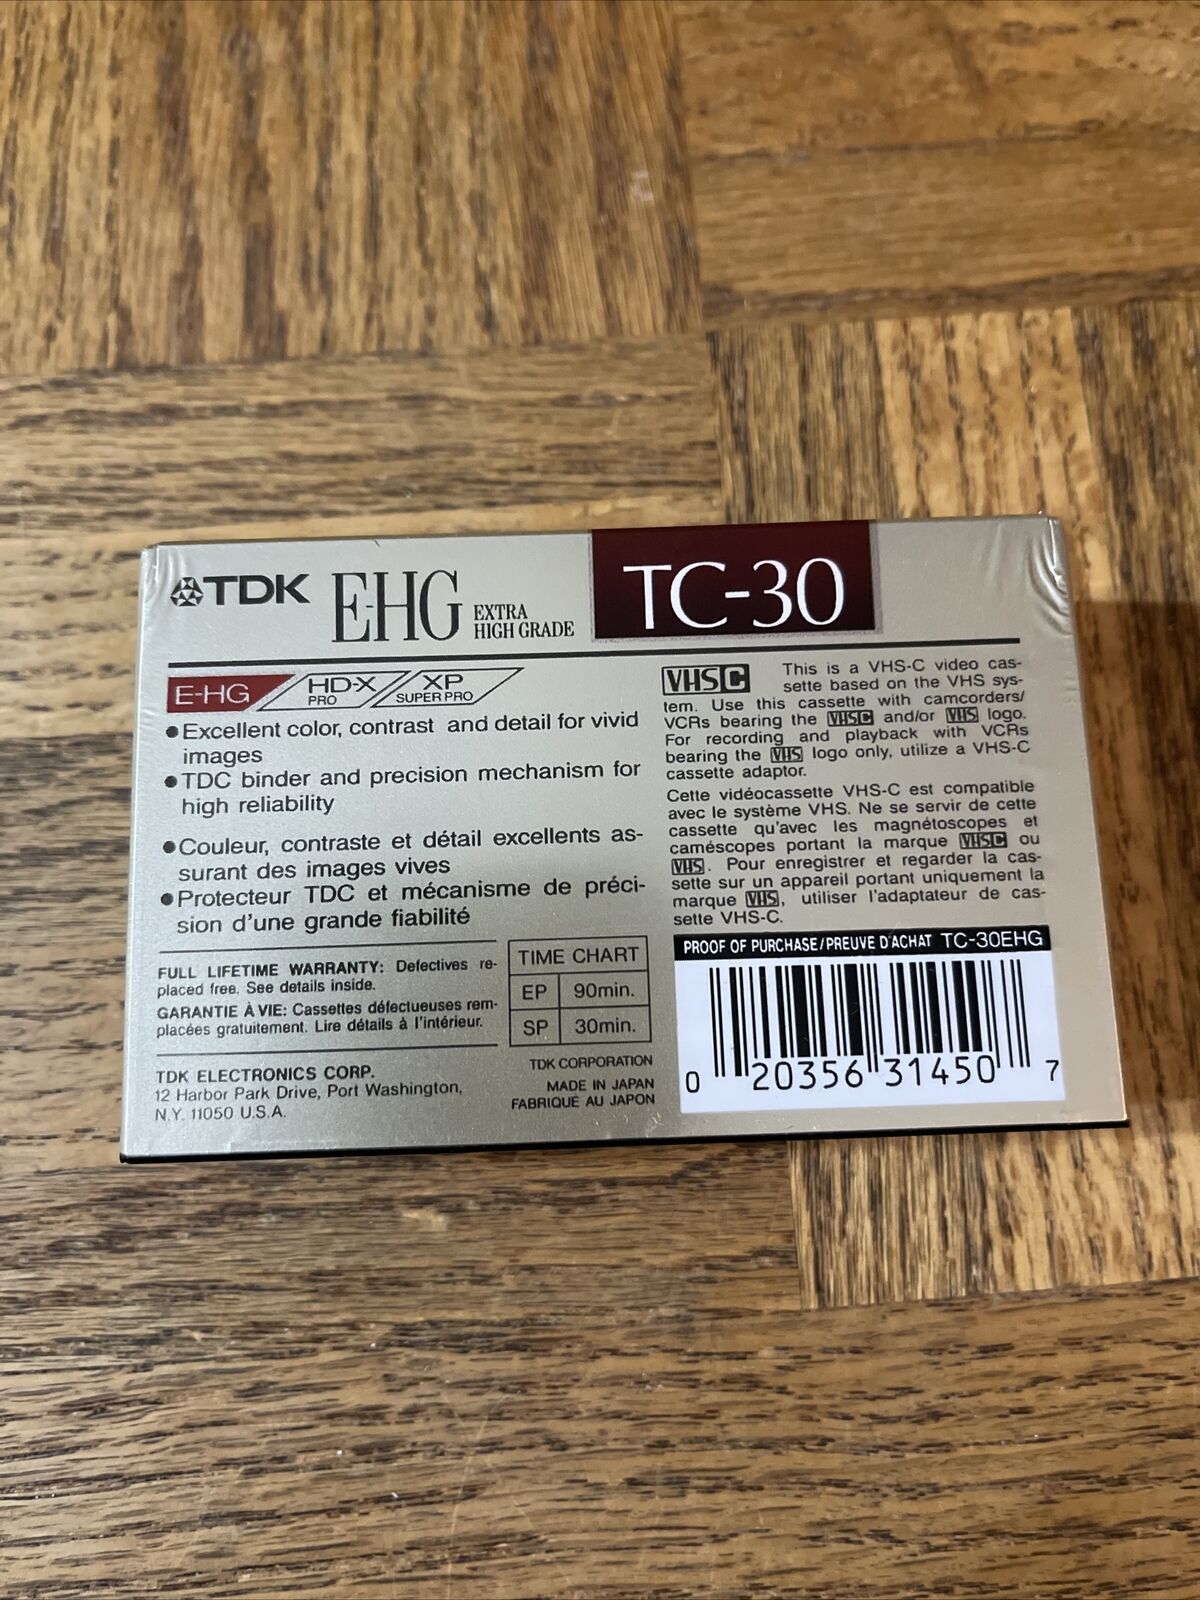 TDK E-HG EXTRA HIGH GRADE TC-30
E-HG HD-X PRO XP SUPER PRO
●Excellent color, contrast and detail for vivid
images
●TDC binder and precision mechanism for
high reliability
●Couleur, contraste et détail excellents as-
surant des images vives
●Protecteur TDC et mécanisme de préci-
sion d'une grande fiabilité
FULL LIFETIME WARRANTY: Defectives re-
placed free. See details inside.
GARANTIE À VIE: Cassettes défectueuses rem-
placées gratuitement. Lire détails à l'intérieur.
TDK ELECTRONICS CORP.
12 Harbor Park Drive, Port Washington,
N.Y. 11050 U.S.A.
TIME CHART
EP 90min.
SP 30min.
TDK CORPORATION
MADE IN JAPAN
FABRIQUÉ AU JAPON
VHSC This is a VHS-C video cas-
sette based on the VHS sys-
tem. Use this cassette with camcorders/
VCRs bearing the VHSC and/or VHS logo.
For recording and playback with VCRs
bearing the VHS logo only, utilize a VHS-C
cassette adaptor.
Cette vidéocassette VHS-C est compatible
avec le système VHS. Ne se servir de cette
cassette qu'avec les magnétoscopes et
caméscopes portant la marque VHSC ou
VHS. Pour enregistrer et regarder la cas-
sette sur un appareil portant uniquement la
marque VHS, utiliser l'adaptateur de cas-
sette VHS-C.
PROOF OF PURCHASE/PREUVE D'ACHAT TC-30EHG
0 20356 31450 7